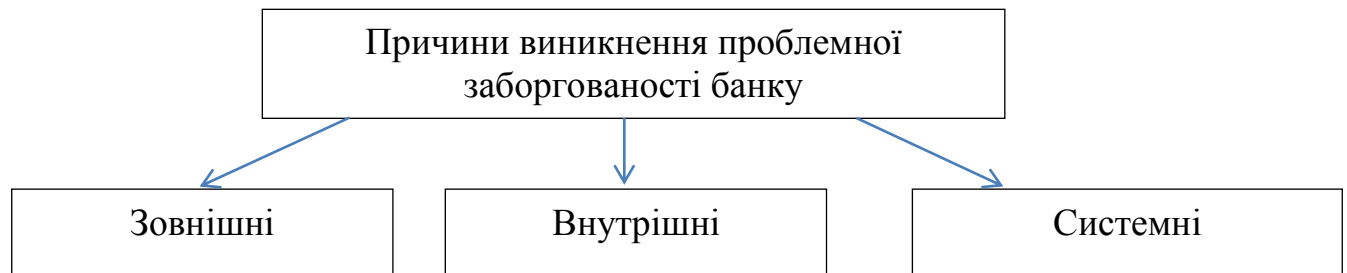 Причини виникнення проблемної
заборгованості банку
Зовнішні
Внутрішні
Системні